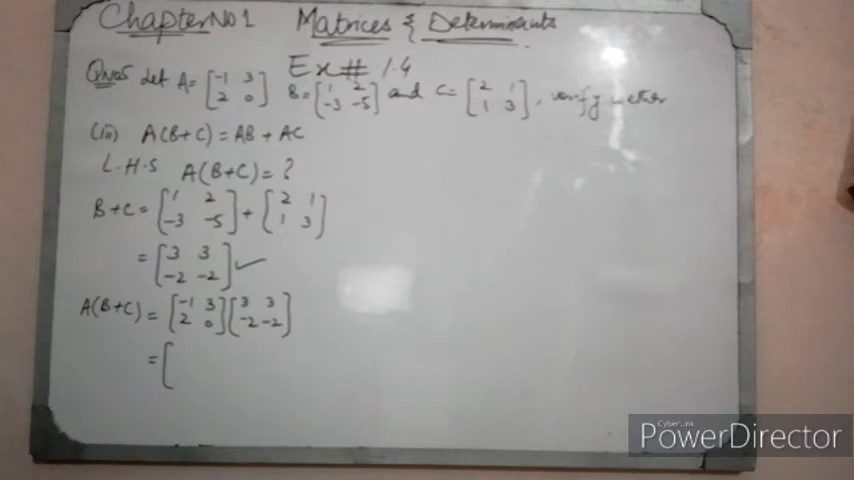 Chapter No 1 Matrices & Determinants
Ex # 1.4
Let A = [-1 3 2 0] B = [1 2 -3 -5] and C = [2 1 1 3], verify
(iii) A(B+C) = AB + AC
L.H.S A(B+C) = ?
B+C = [1 2 -3 -5] + [2 1 1 3]
= [3 3 -2 -2] ✓
A(B+C) = [-1 3 2 0] [3 3 -2 -2]
= [
CyberLink
PowerDirector